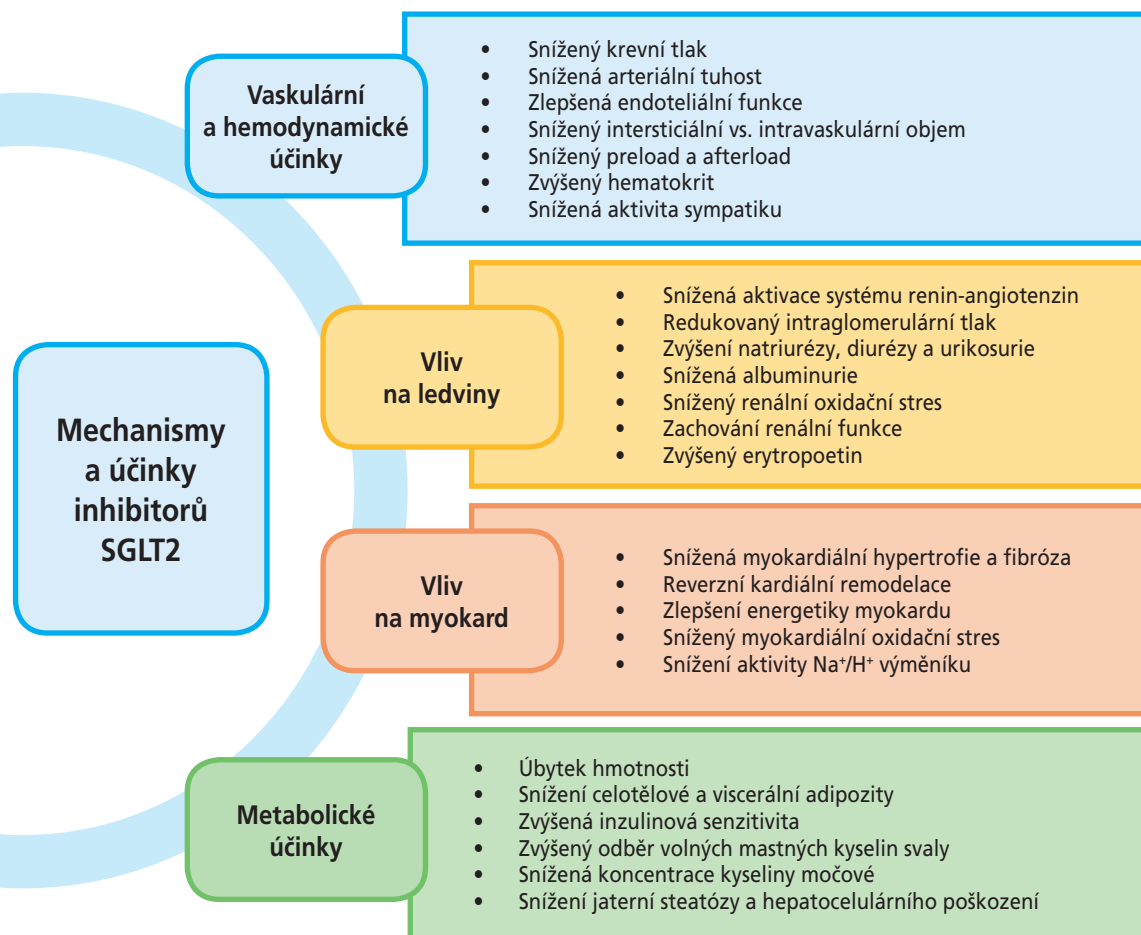 Mechanismy
a účinky
inhibitorů
SGLT2
Vaskulární
a hemodynamické
účinky
• Snížený krevní tlak
• Snížená arteriální tuhost
• Zlepšená endoteliální funkce
• Snížený intersticiální vs. intravaskulární objem
• Snížený preload a afterload
• Zvýšený hematokrit
• Snížená aktivita sympatiku
Vliv
na ledviny
• Snížená aktivace systému renin-angiotenzin
• Redukovaný intraglomerulární tlak
• Zvýšení natriurézy, diurézy a urikosurie
• Snížená albuminurie
• Snížený renální oxidační stres
• Zachování renální funkce
• Zvýšený erytropoetin
Vliv
na myokard
• Snížená myokardiální hypertrofie a fibróza
• Reverzní kardiální remodelace
• Zlepšení energetiky myokardu
• Snížený myokardiální oxidační stres
• Snížení aktivity Na⁺/H⁺ výměníku
Metabolické
účinky
• Úbytek hmotnosti
• Snížení celotělové a viscerální adipozity
• Zvýšená inzulinová senzitivita
• Zvýšený odběr volných mastných kyselin svaly
• Snížená koncentrace kyseliny močové
• Snížení jaterní steatózy a hepatocelulárního poškození